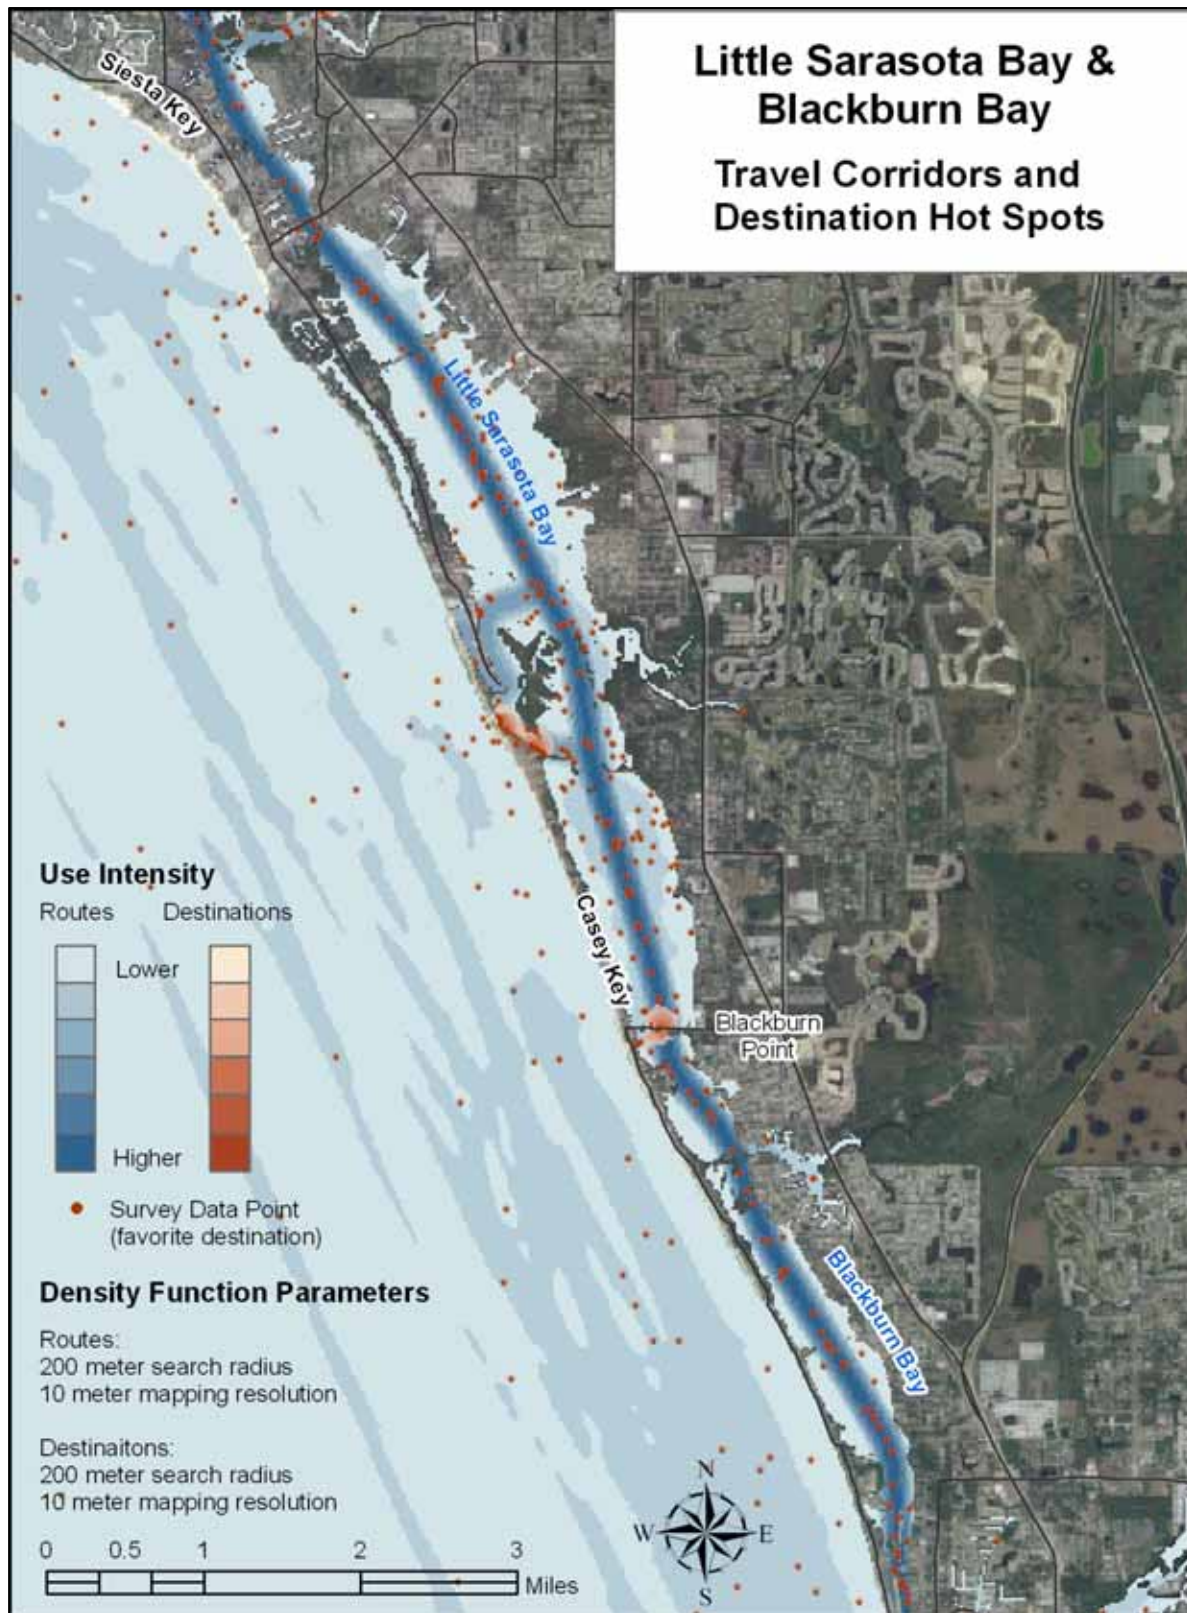 Little Sarasota Bay &
Blackburn Bay
Travel Corridors and
Destination Hot Spots
Siesta Key
Little Sarasota Bay
Casey Key
Blackburn
Point
Blackburn Bay
Use Intensity
Routes Destinations
Lower
Higher
Survey Data Point
(favorite destination)
Density Function Parameters
Routes:
200 meter search radius
10 meter mapping resolution
Destinaitons:
200 meter search radius
10 meter mapping resolution
0 0.5 1 2 3
Miles
N
W E
S